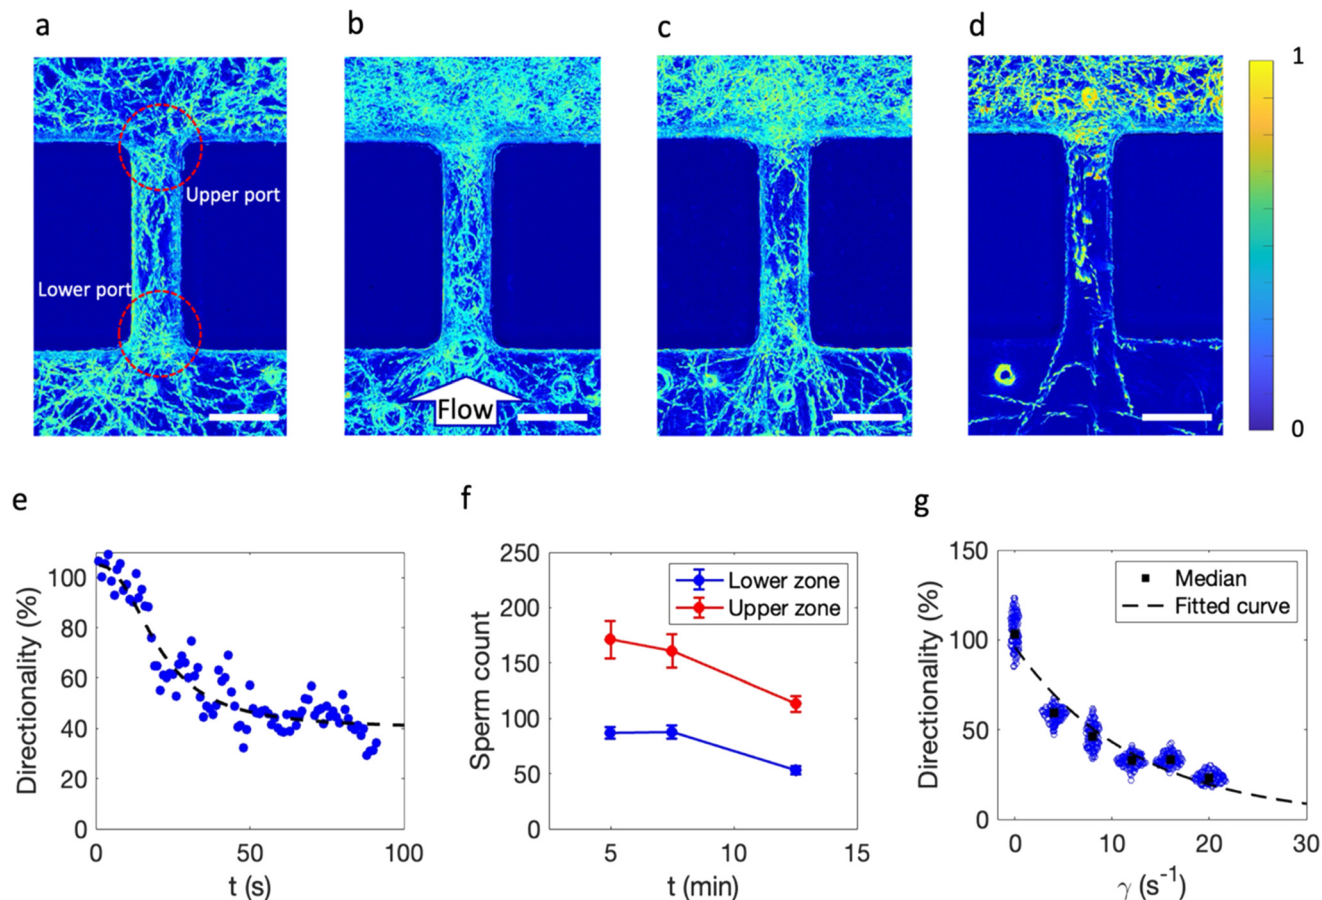 a
b
c
d
Upper port
Lower port
Flow
1
0
e
Directionality (%)
100
80
60
40
20
0
0
50
100
t (s)
f
Sperm count
250
200
150
100
50
0
5
10
15
t (min)
Lower zone
Upper zone
g
Directionality (%)
150
100
50
0
0
10
20
30
γ (s⁻¹)
Median
Fitted curve